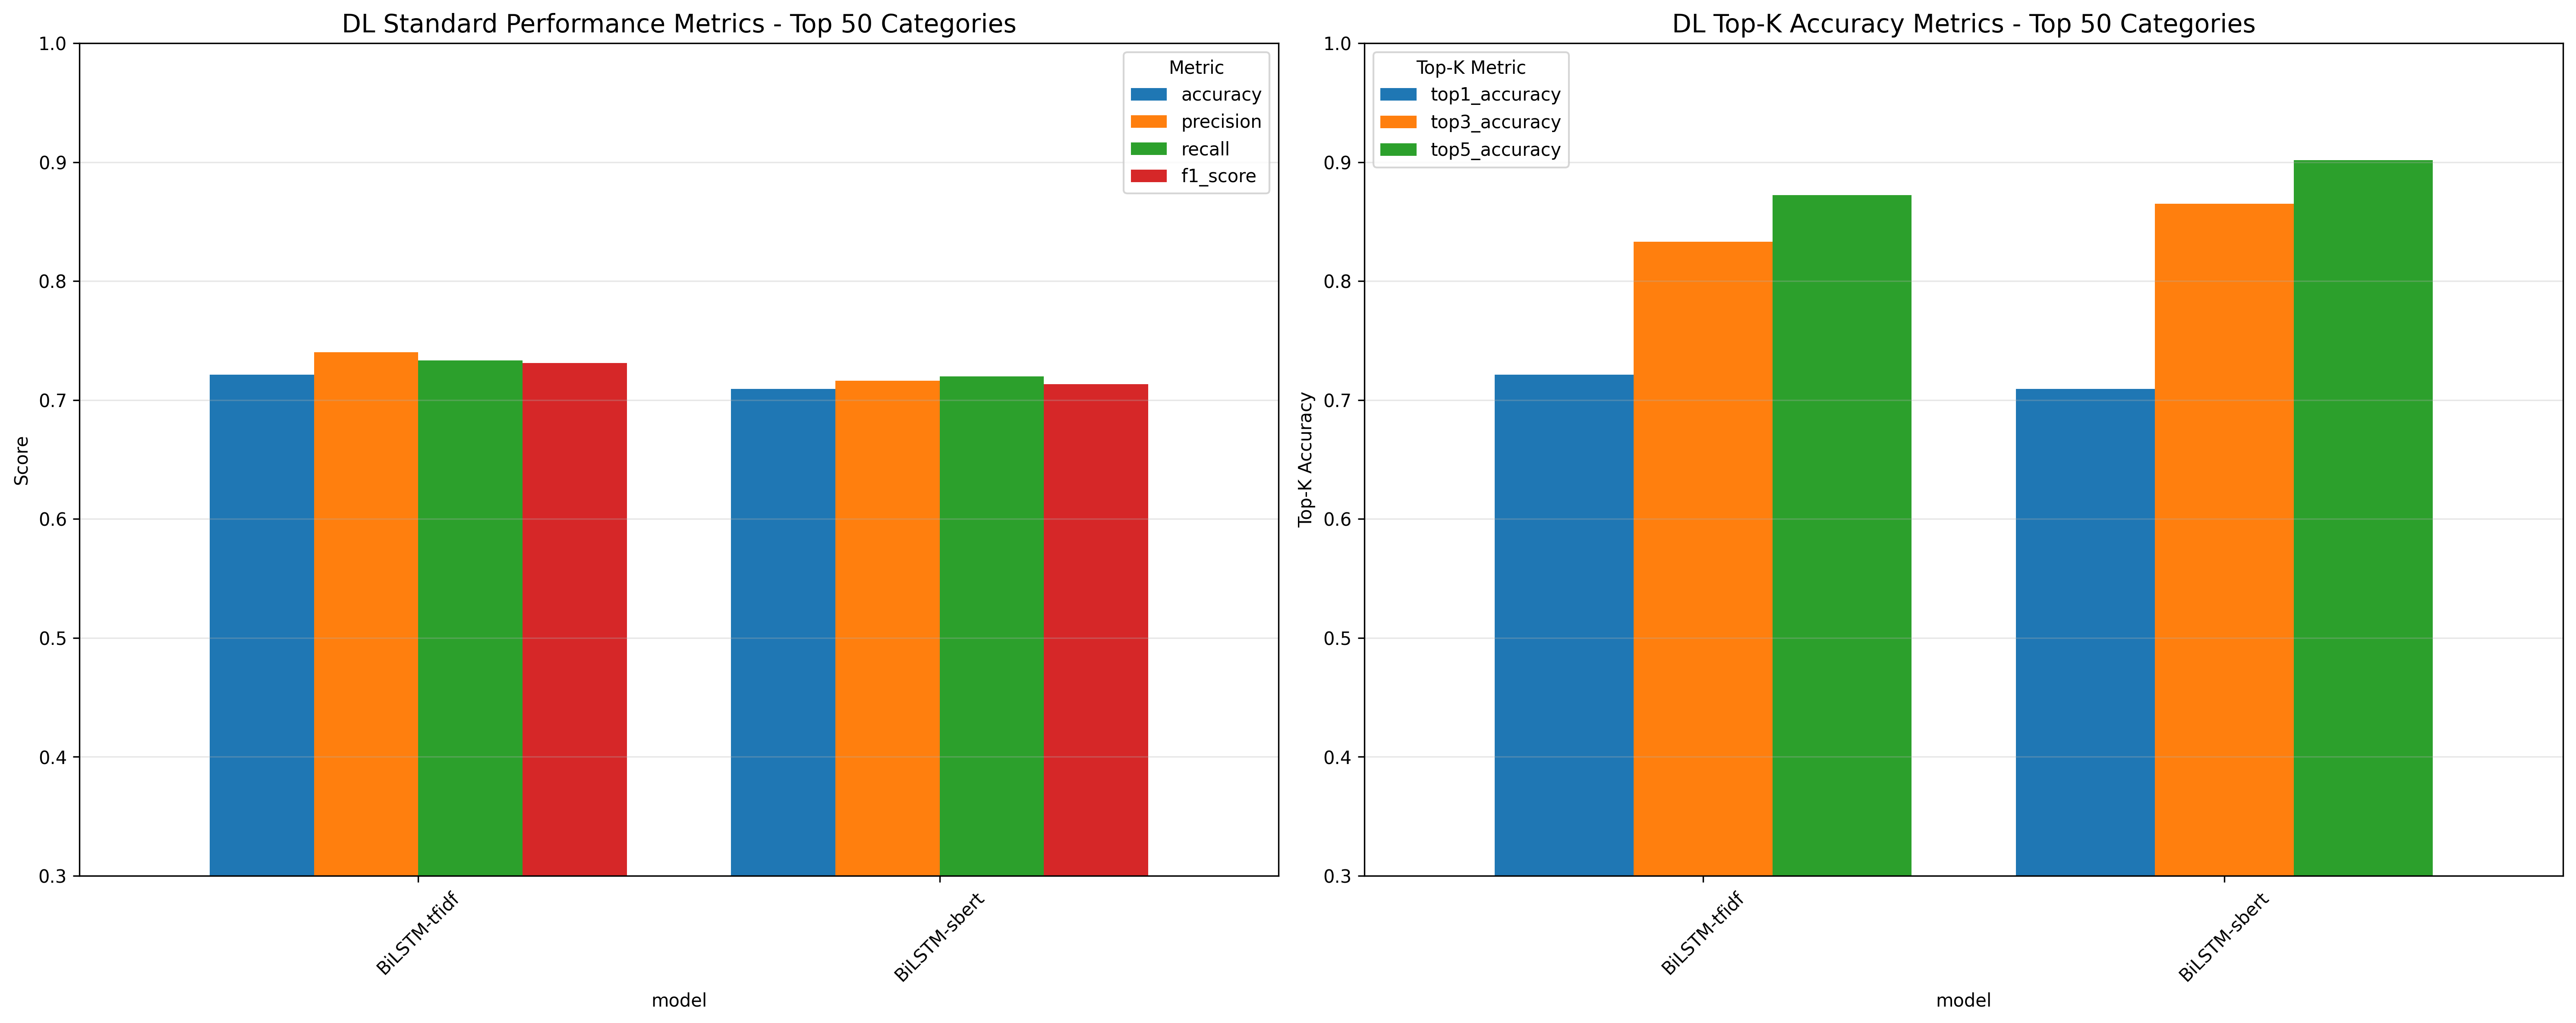 DL Standard Performance Metrics - Top 50 Categories
1.0
0.9
0.8
0.7
0.6
0.5
0.4
0.3
Score
Metric
accuracy
precision
recall
f1_score
BiLSTM-tfidf
BiLSTM-sbert
model
DL Top-K Accuracy Metrics - Top 50 Categories
1.0
0.9
0.8
0.7
0.6
0.5
0.4
0.3
Top-K Accuracy
Top-K Metric
top1_accuracy
top3_accuracy
top5_accuracy
BiLSTM-tfidf
BiLSTM-sbert
model